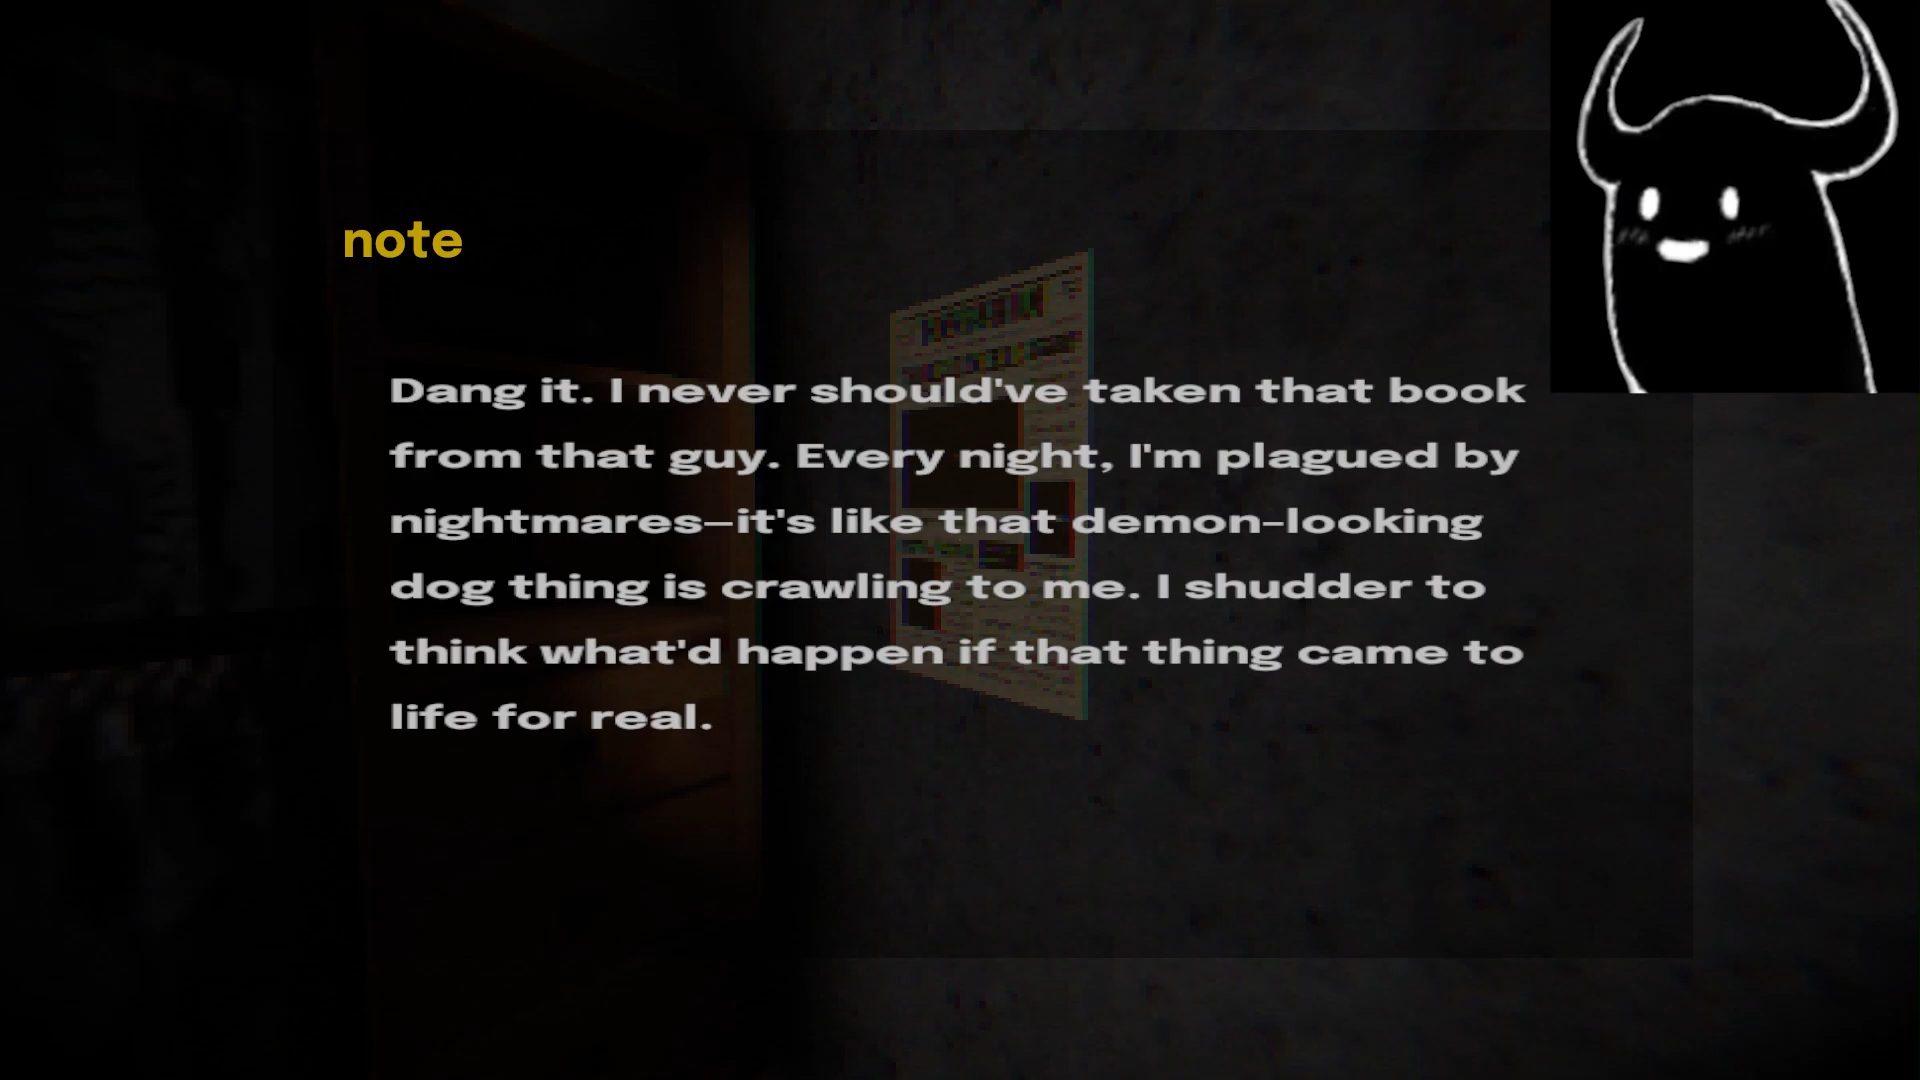 note
Dang it. I never should've taken that book
from that guy. Every night, I'm plagued by
nightmares—it's like that demon-looking
dog thing is crawling to me. I shudder to
think what'd happen if that thing came to
life for real.